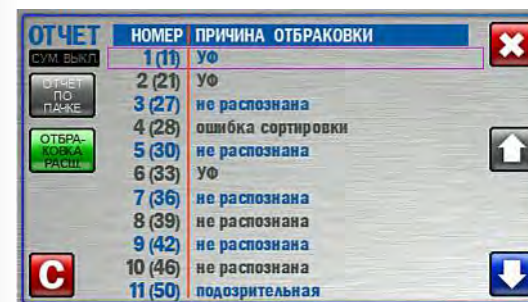 ОТЧЕТ
СУМ. ВЫКЛ.
ОТЧЕТ
ПО
ПАЧКЕ
ОТБРА-
КОВКА
РАСШ.
C
НОМЕР ПРИЧИНА ОТБРАКОВКИ
1 (11) УФ
2 (21) УФ
3 (27) не распознана
4 (28) ошибка сортировки
5 (30) не распознана
6 (33) УФ
7 (36) не распознана
8 (39) не распознана
9 (42) не распознана
10 (46) не распознана
11 (50) подозрительная